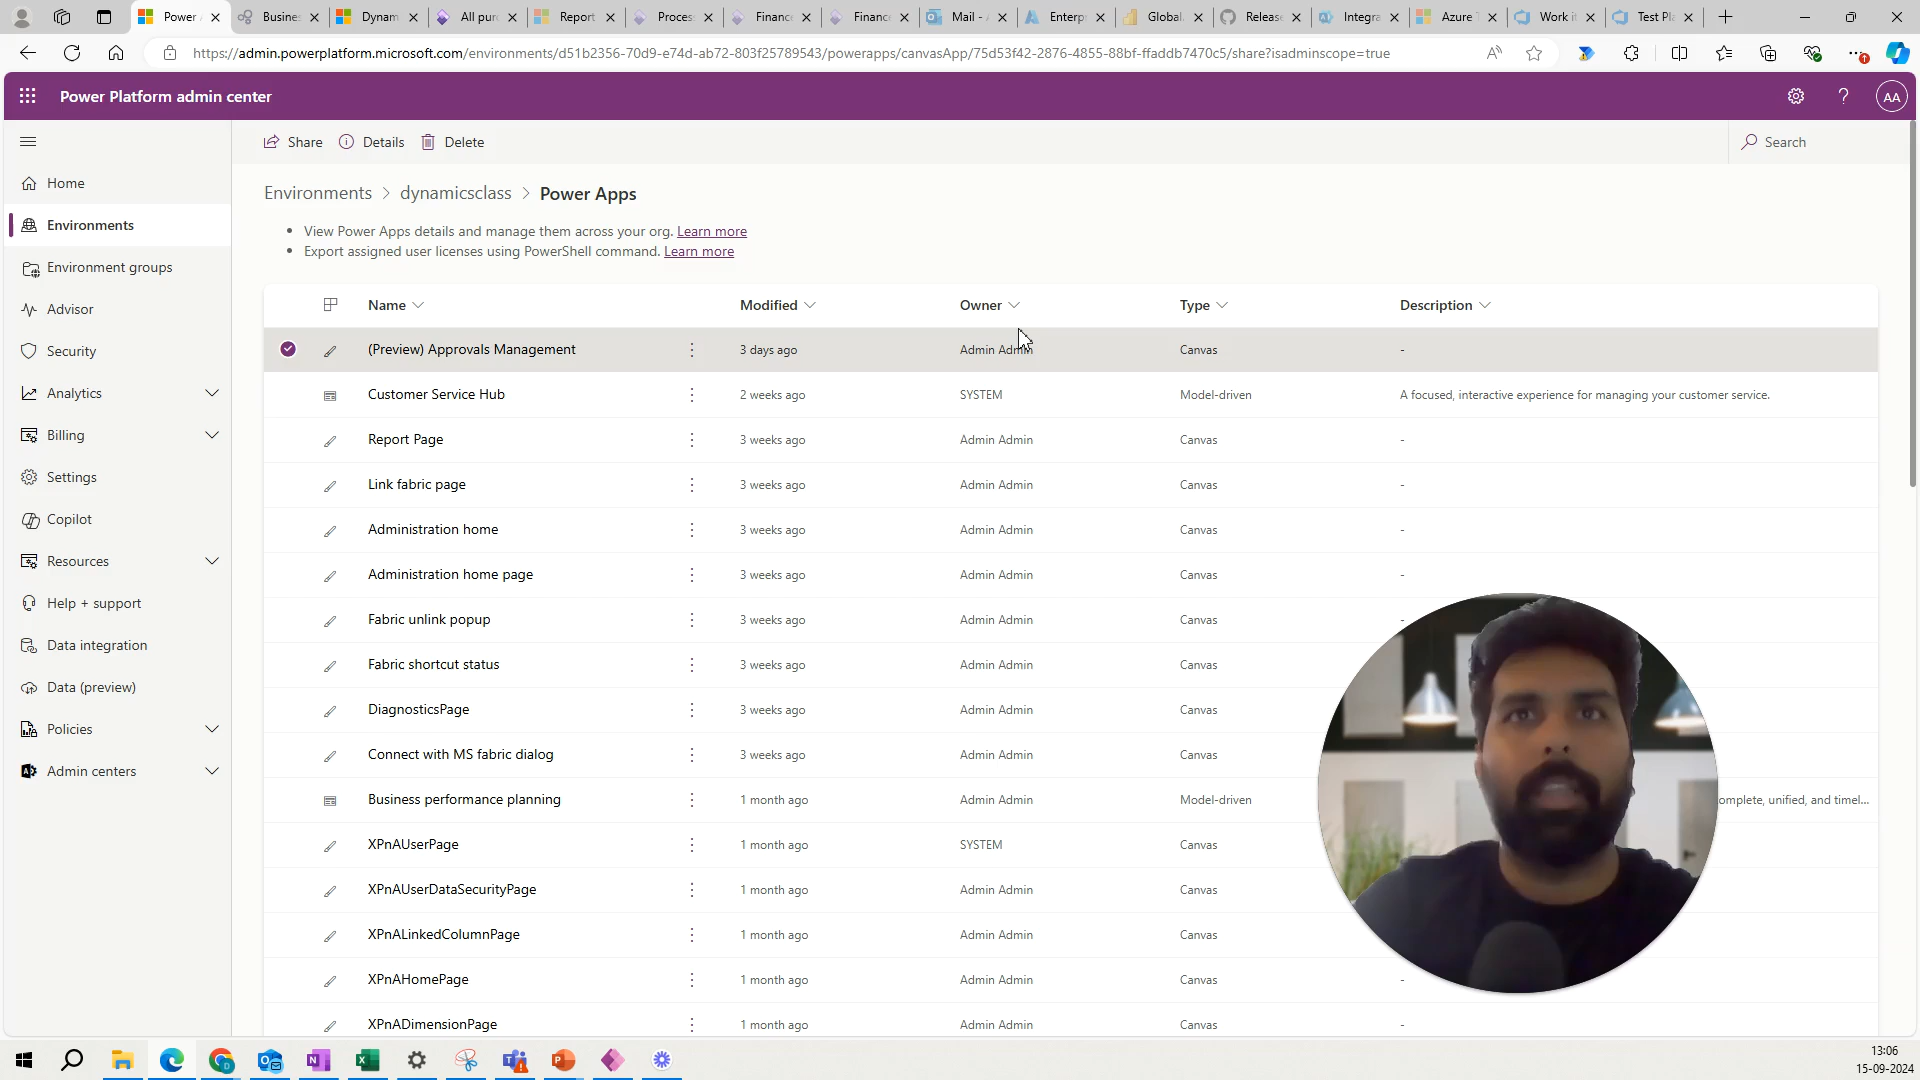 Power A
Busines
Dynam
All pur
Report
Process
Finance
Finance
Mail - A
Enterp
Global.
Release
Integra
Azure T
Work it
Test Pla
https://admin.powerplatform.microsoft.com/environments/d51b2356-70d9-e74d-ab72-803f25789543/powerapps/canvasApp/75d53f42-2876-4855-88bf-ffaddb7470c5/share?isadminscope=true
Power Platform admin center
AA
Share Details Delete Search
Home
Environments
Environment groups
Advisor
Security
Analytics
Billing
Settings
Copilot
Resources
Help + support
Data integration
Data (preview)
Policies
Admin centers
Environments > dynamicsclass > Power Apps
• View Power Apps details and manage them across your org. Learn more
• Export assigned user licenses using PowerShell command. Learn more
Name Modified Owner Type Description
(Preview) Approvals Management 3 days ago Admin Admin Canvas -
Customer Service Hub 2 weeks ago SYSTEM Model-driven A focused, interactive experience for managing your customer service.
Report Page 3 weeks ago Admin Admin Canvas -
Link fabric page 3 weeks ago Admin Admin Canvas -
Administration home 3 weeks ago Admin Admin Canvas -
Administration home page 3 weeks ago Admin Admin Canvas -
Fabric unlink popup 3 weeks ago Admin Admin Canvas -
Fabric shortcut status 3 weeks ago Admin Admin Canvas
DiagnosticsPage 3 weeks ago Admin Admin Canvas
Connect with MS fabric dialog 3 weeks ago Admin Admin Canvas
Business performance planning 1 month ago Admin Admin Model-driven omplete, unified, and timel...
XPnAUserPage 1 month ago SYSTEM Canvas
XPnAUserDataSecurityPage 1 month ago Admin Admin Canvas
XPnALinkedColumnPage 1 month ago Admin Admin Canvas
XPnAHomePage 1 month ago Admin Admin Canvas -
XPnADimensionPage 1 month ago Admin Admin Canvas -
13:06
15-09-2024